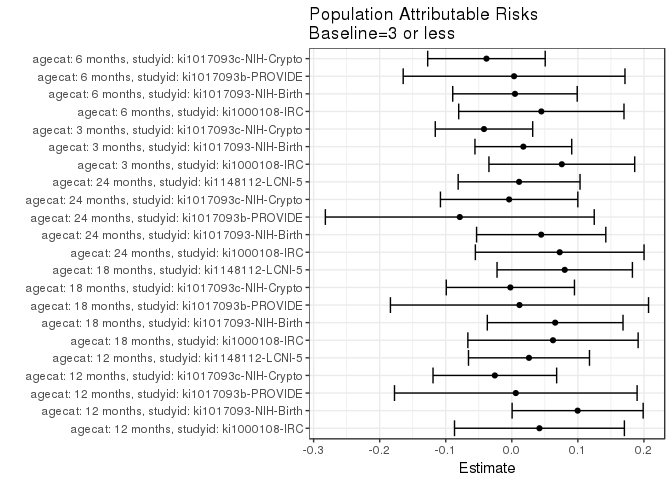 Population Attributable Risks
Baseline=3 or less
agecat: 6 months, studyid: ki1017093c-NIH-Crypto
agecat: 6 months, studyid: ki1017093b-PROVIDE
agecat: 6 months, studyid: ki1017093-NIH-Birth
agecat: 6 months, studyid: ki1000108-IRC
agecat: 3 months, studyid: ki1017093c-NIH-Crypto
agecat: 3 months, studyid: ki1017093-NIH-Birth
agecat: 3 months, studyid: ki1000108-IRC
agecat: 24 months, studyid: ki1148112-LCNI-5
agecat: 24 months, studyid: ki1017093c-NIH-Crypto
agecat: 24 months, studyid: ki1017093b-PROVIDE
agecat: 24 months, studyid: ki1017093-NIH-Birth
agecat: 24 months, studyid: ki1000108-IRC
agecat: 18 months, studyid: ki1148112-LCNI-5
agecat: 18 months, studyid: ki1017093c-NIH-Crypto
agecat: 18 months, studyid: ki1017093b-PROVIDE
agecat: 18 months, studyid: ki1017093-NIH-Birth
agecat: 18 months, studyid: ki1000108-IRC
agecat: 12 months, studyid: ki1148112-LCNI-5
agecat: 12 months, studyid: ki1017093c-NIH-Crypto
agecat: 12 months, studyid: ki1017093b-PROVIDE
agecat: 12 months, studyid: ki1017093-NIH-Birth
agecat: 12 months, studyid: ki1000108-IRC
-0.3 -0.2 -0.1 0.0 0.1 0.2
Estimate